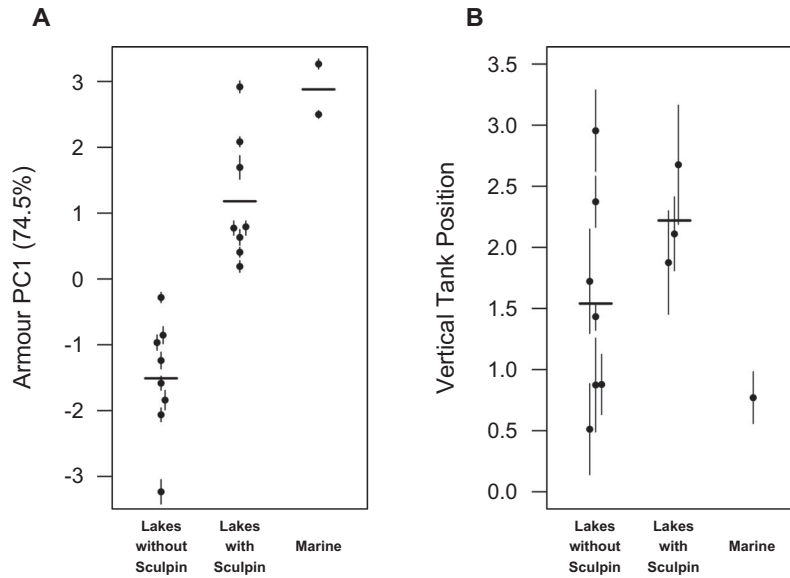 A
Armour PC1 (74.5%)
3
2
1
0
-1
-2
-3
Lakes
without
Sculpin
Lakes
with
Sculpin
Marine
B
Vertical Tank Position
3.5
3.0
2.5
2.0
1.5
1.0
0.5
0.0
Lakes
without
Sculpin
Lakes
with
Sculpin
Marine